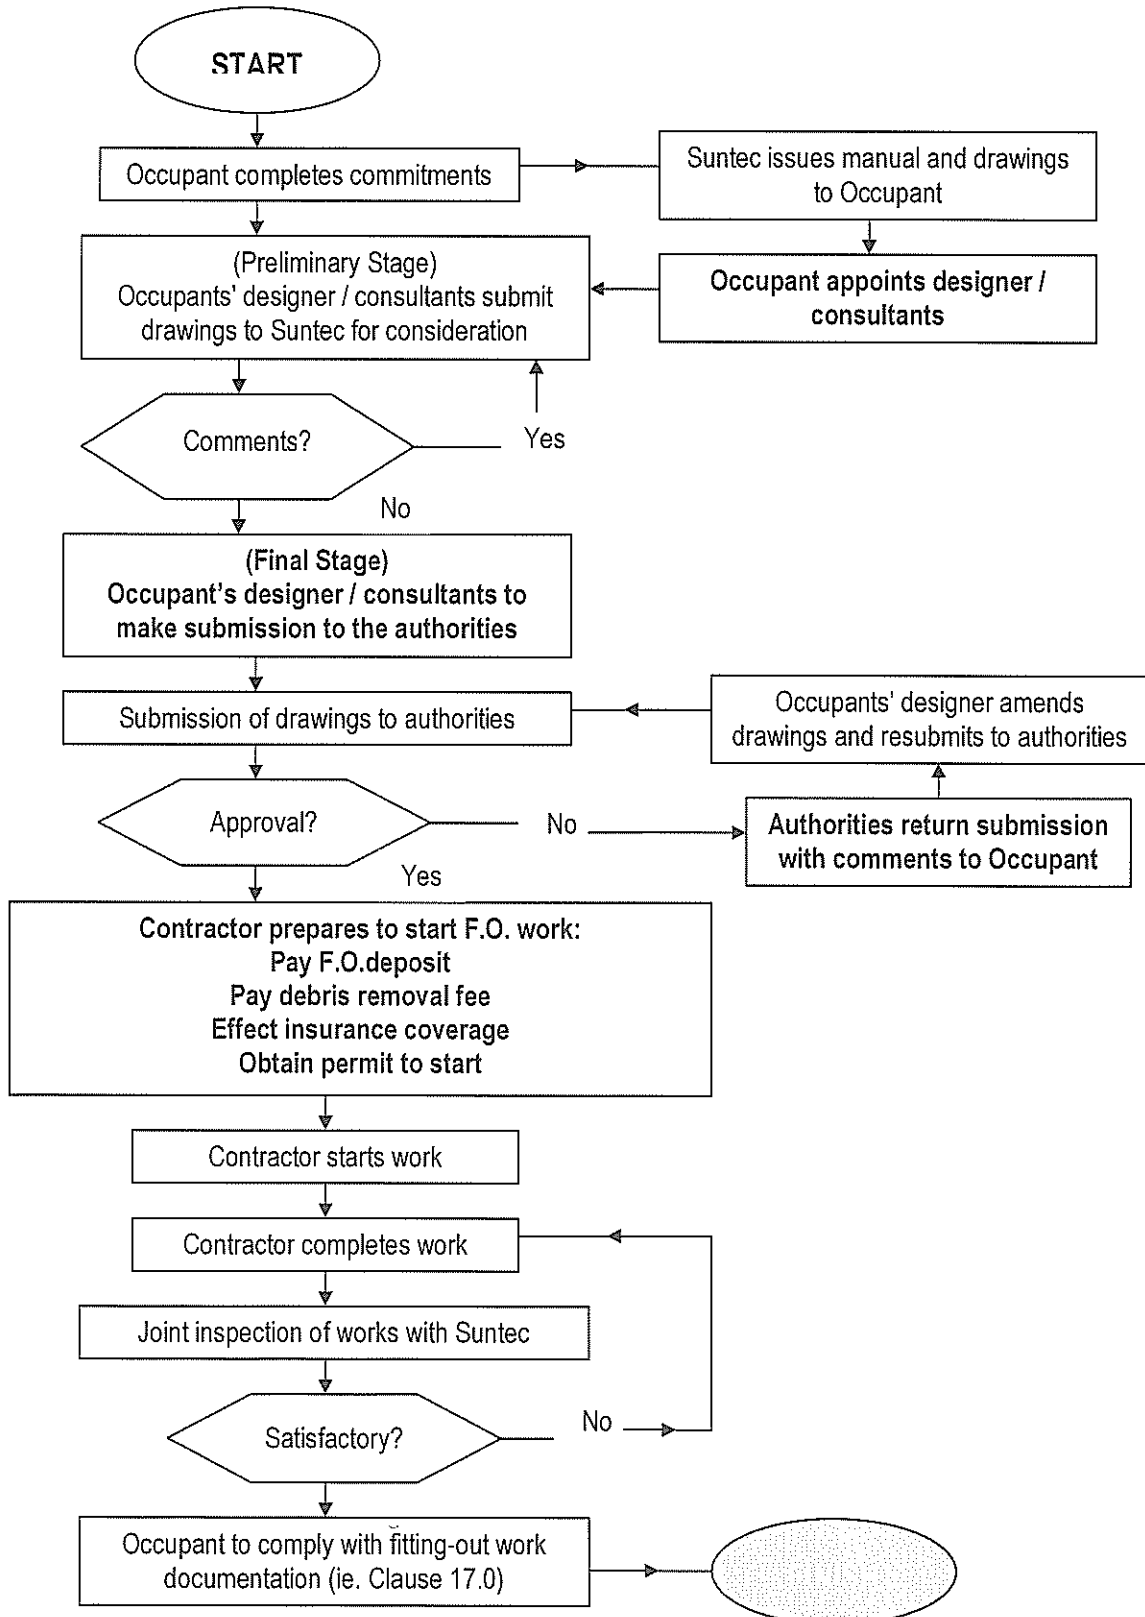 START
Occupant completes commitments
Suntec issues manual and drawings
to Occupant
(Preliminary Stage)
Occupants' designer / consultants submit
drawings to Suntec for consideration
Occupant appoints designer /
consultants
Comments?
Yes
No
(Final Stage)
Occupant's designer / consultants to
make submission to the authorities
Submission of drawings to authorities
Occupants' designer amends
drawings and resubmits to authorities
Approval?
No
Authorities return submission
with comments to Occupant
Yes
Contractor prepares to start F.O. work:
Pay F.O.deposit
Pay debris removal fee
Effect insurance coverage
Obtain permit to start
Contractor starts work
Contractor completes work
Joint inspection of works with Suntec
Satisfactory?
No
Occupant to comply with fitting-out work
documentation (ie. Clause 17.0)